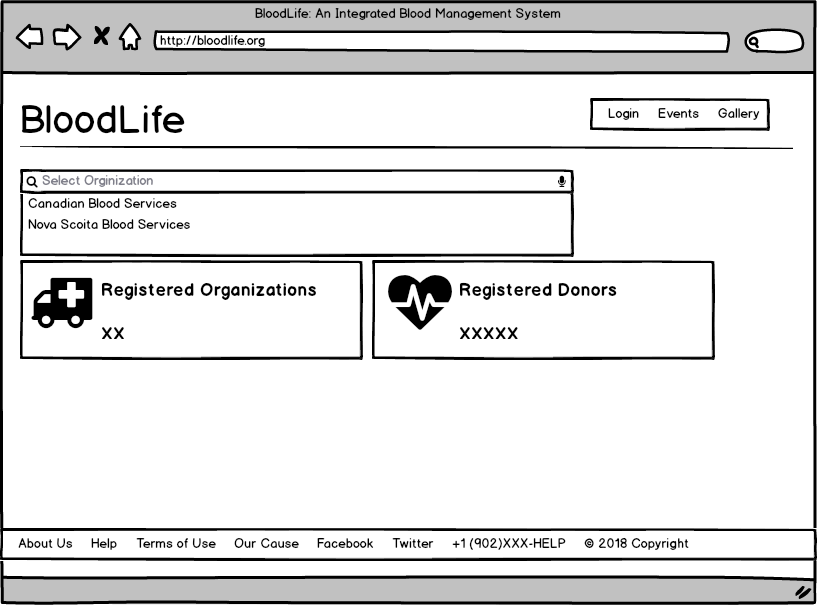 BloodLife: An Integrated Blood Management System
http://bloodlife.org
BloodLife
Login Events Gallery
Select Orginization
Canadian Blood Services
Nova Scoita Blood Services
Registered Organizations
XX
Registered Donors
XXXXX
About Us Help Terms of Use Our Cause Facebook Twitter +1 (902)XXX-HELP © 2018 Copyright